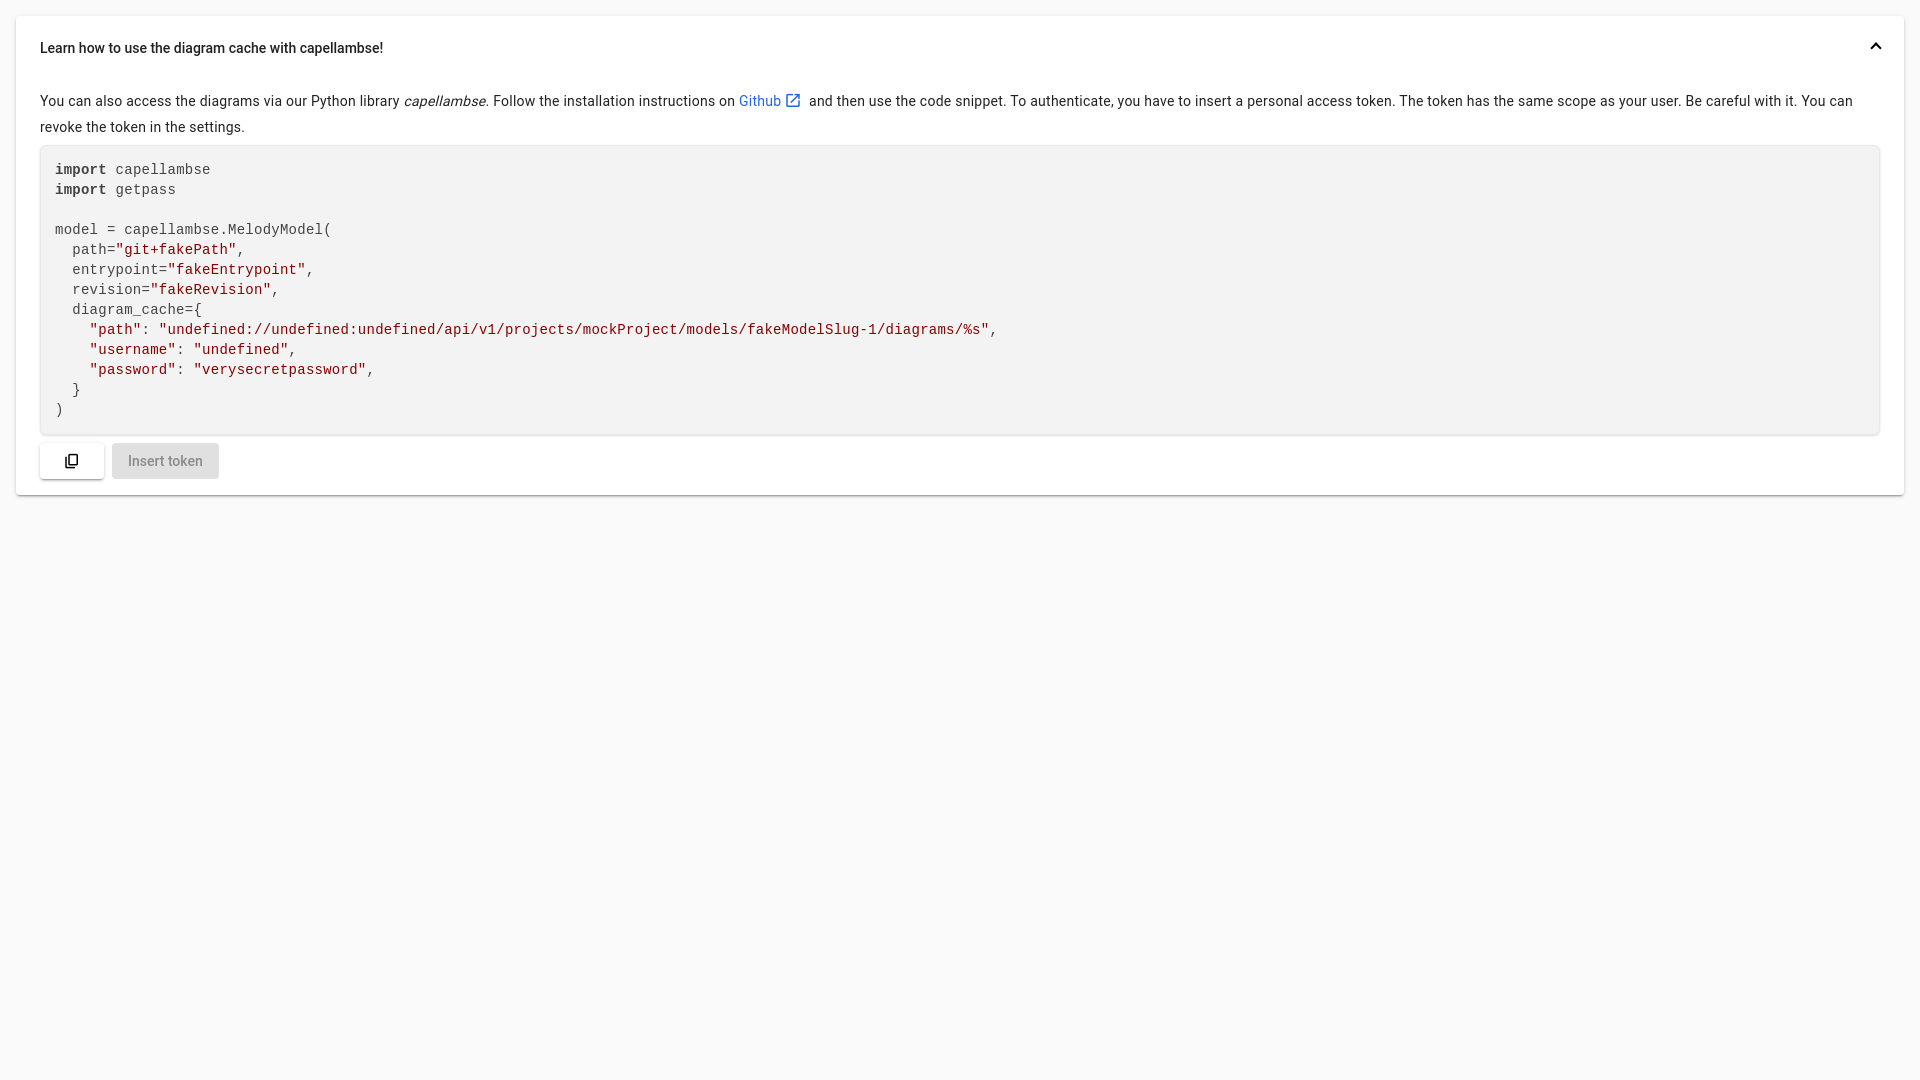 Learn how to use the diagram cache with capellambse!
You can also access the diagrams via our Python library capellambse. Follow the installation instructions on Github and then use the code snippet. To authenticate, you have to insert a personal access token. The token has the same scope as your user. Be careful with it. You can
revoke the token in the settings.
import capellambse
import getpass
model = capellambse.MelodyModel(
  path="git+fakePath",
  entrypoint="fakeEntrypoint",
  revision="fakeRevision",
  diagram_cache={
    "path": "undefined://undefined:undefined/api/v1/projects/mockProject/models/fakeModelSlug-1/diagrams/%s",
    "username": "undefined",
    "password": "verysecretpassword",
  }
)
Insert token